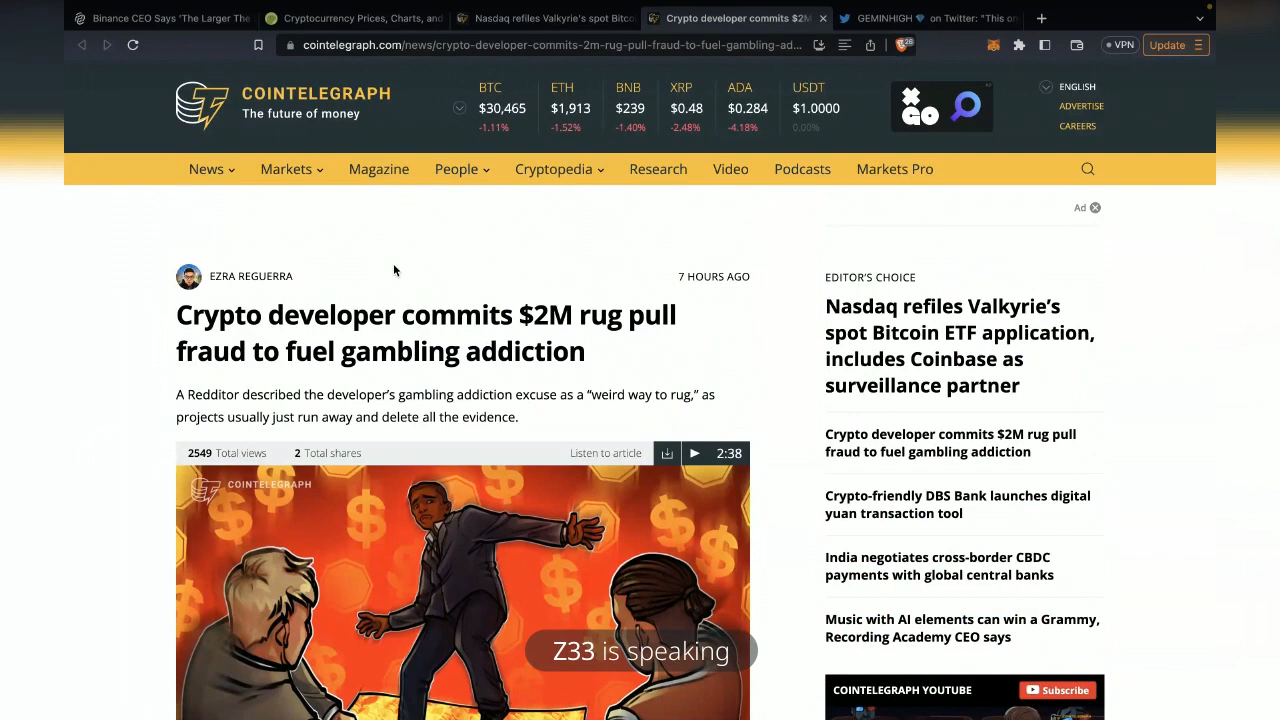 Binance CEO Says 'The Larger The
Cryptocurrency Prices, Charts, and
Nasdaq refiles Valkyrie's spot Bitco
Crypto developer commits $2M
GEMINHIGH 💎 on Twitter: "This on
cointelegraph.com/news/crypto-developer-commits-2m-rug-pull-fraud-to-fuel-gambling-ad...
28
VPN
Update
COINTELEGRAPH
The future of money
BTC ETH BNB XRP ADA USDT
$30,465 $1,913 $239 $0.48 $0.284 $1.0000
-1.11% -1.52% -1.40% -2.48% -4.18% 0.00%
XGO
ENGLISH
ADVERTISE
CAREERS
News Markets Magazine People Cryptopedia Research Video Podcasts Markets Pro
Ad
EZRA REGUERRA
7 HOURS AGO
Crypto developer commits $2M rug pull
fraud to fuel gambling addiction
A Redditor described the developer's gambling addiction excuse as a “weird way to rug,” as
projects usually just run away and delete all the evidence.
2549 Total views 2 Total shares
Listen to article 2:38
COINTELEGRAPH
Z33 is speaking
EDITOR'S CHOICE
Nasdaq refiles Valkyrie's
spot Bitcoin ETF application,
includes Coinbase as
surveillance partner
Crypto developer commits $2M rug pull
fraud to fuel gambling addiction
Crypto-friendly DBS Bank launches digital
yuan transaction tool
India negotiates cross-border CBDC
payments with global central banks
Music with AI elements can win a Grammy,
Recording Academy CEO says
COINTELEGRAPH YOUTUBE
Subscribe